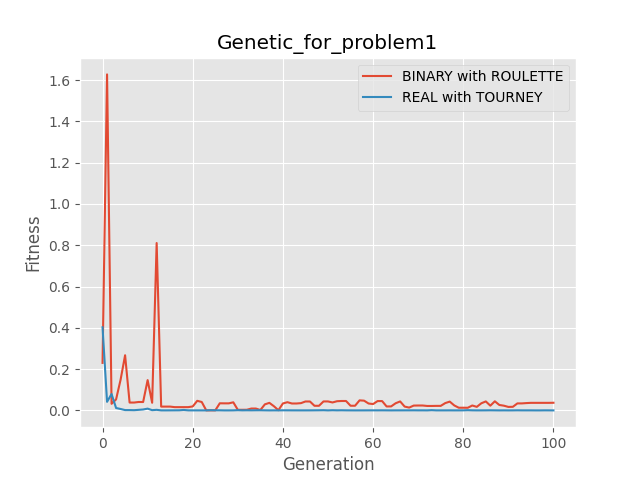 Genetic_for_problem1
BINARY with ROULETTE
REAL with TOURNEY
1.6
1.4
1.2
1.0
0.8
0.6
0.4
0.2
0.0
Fitness
0 20 40 60 80 100
Generation